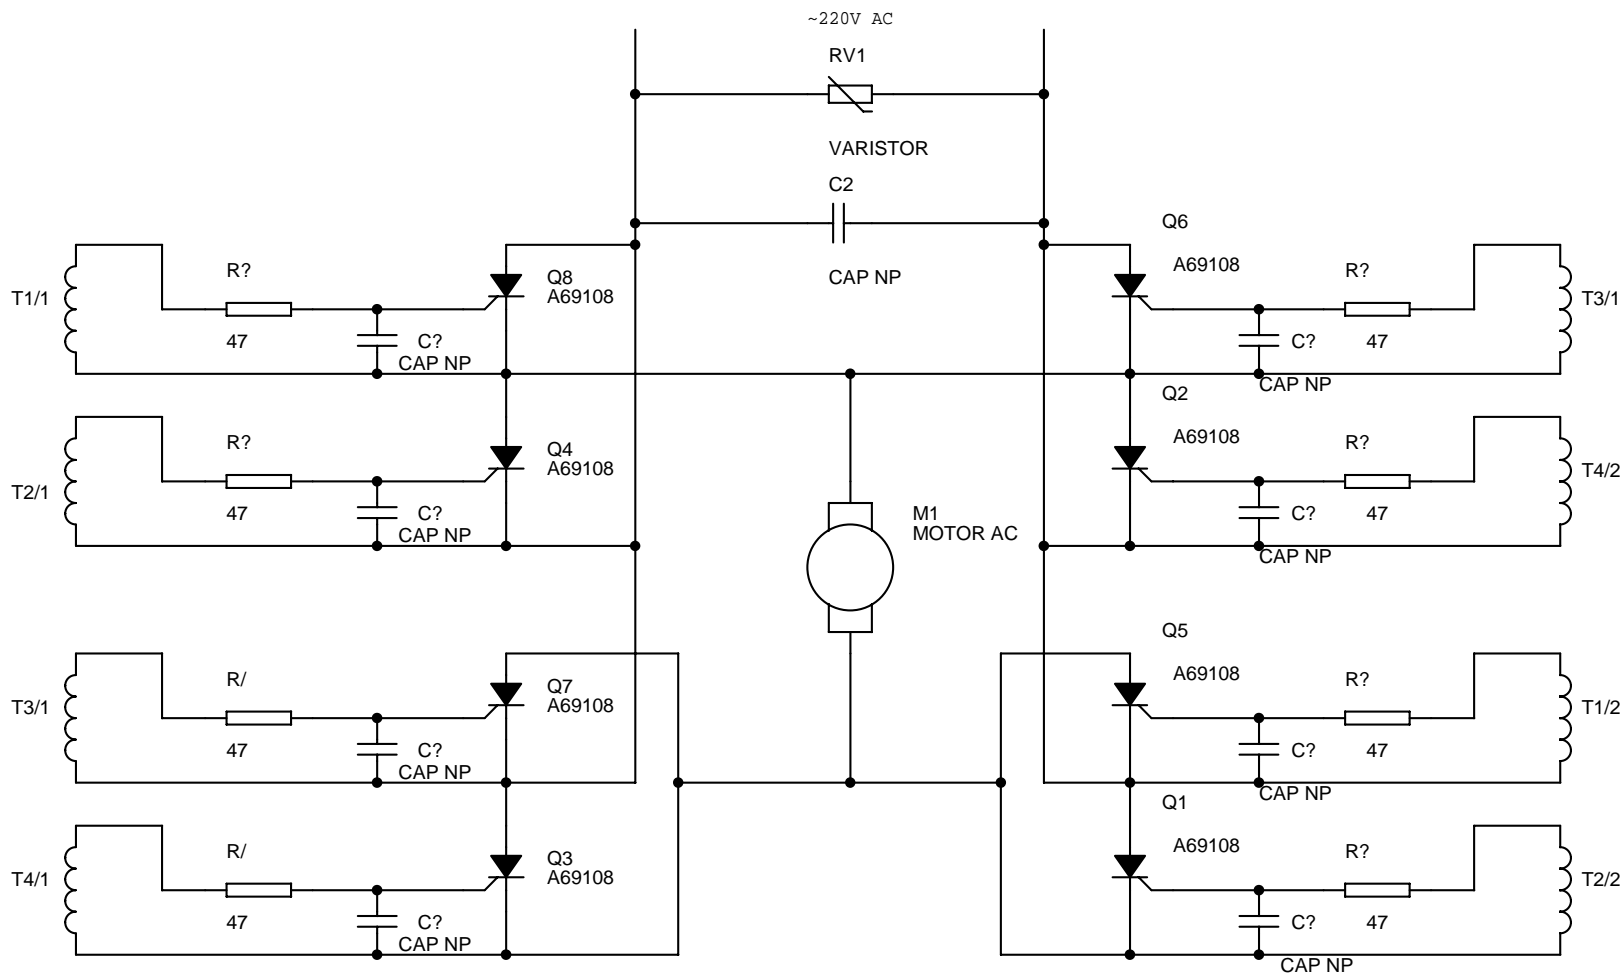 ~220V AC
RV1
VARISTOR
C2
CAP NP
Q6
A69108
R?
T3/1
C?
47
CAP NP
T1/1
R?
47
C?
CAP NP
Q8
A69108
Q2
A69108
R?
T4/2
C?
47
CAP NP
T2/1
R?
47
C?
CAP NP
Q4
A69108
M1
MOTOR AC
T3/1
R/
47
C?
CAP NP
Q7
A69108
Q5
A69108
R?
T1/2
C?
47
CAP NP
T4/1
R/
47
C?
CAP NP
Q3
A69108
Q1
A69108
R?
T2/2
C?
47
CAP NP